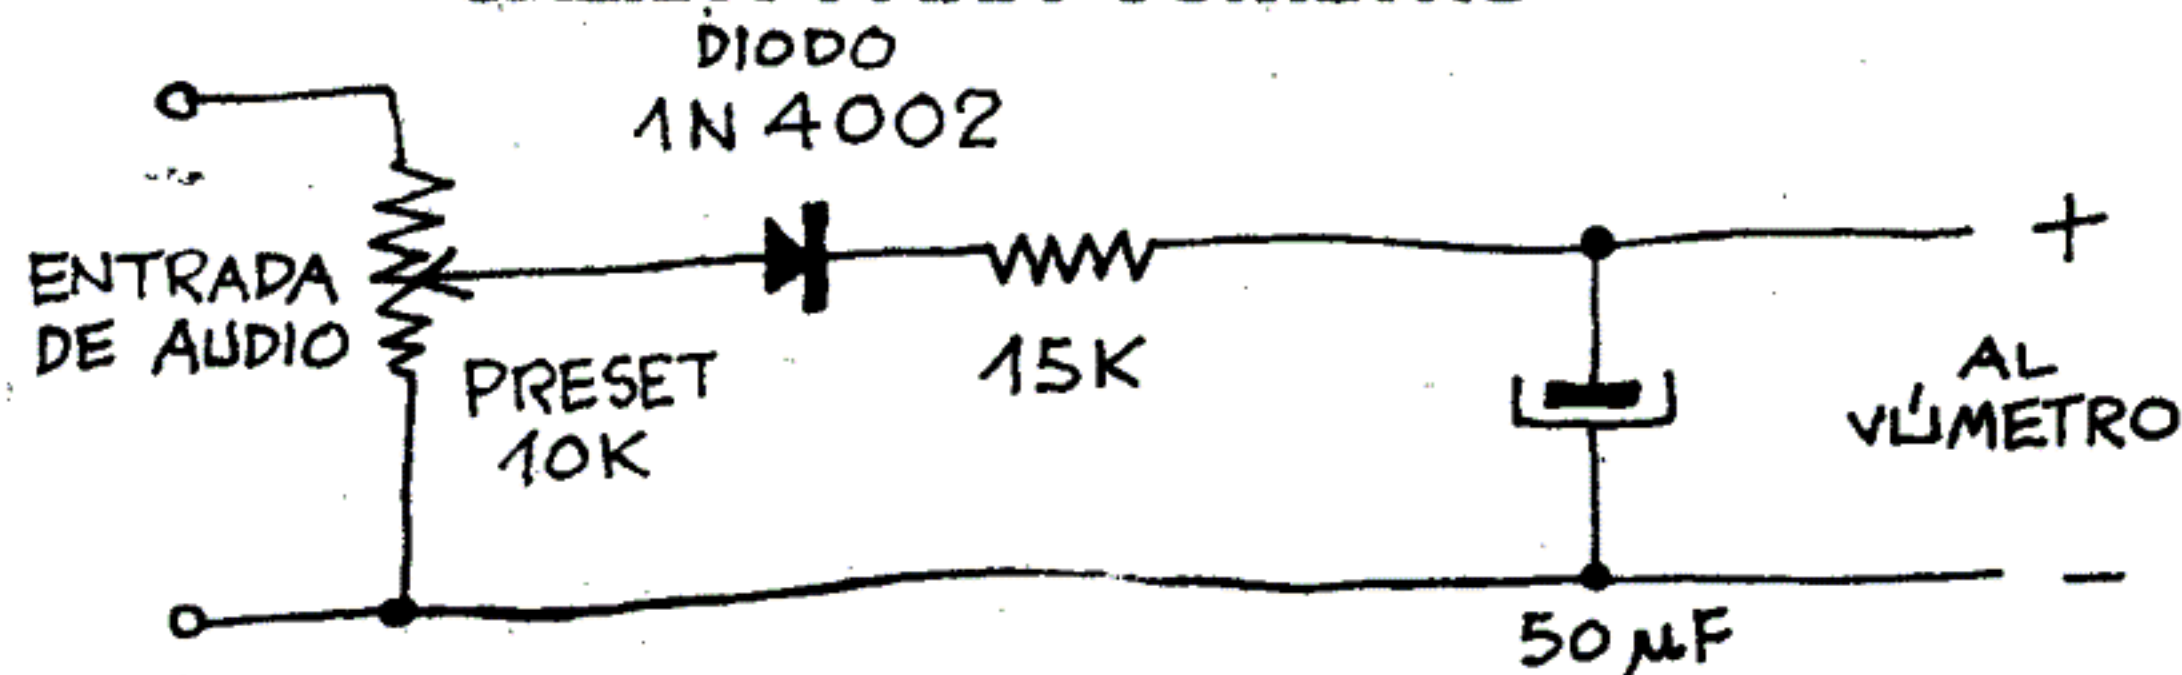 DIODO
1N 4002
ENTRADA
DE AUDIO
PRESET
10K
15K
+
AL
VÚMETRO
-
50 µF